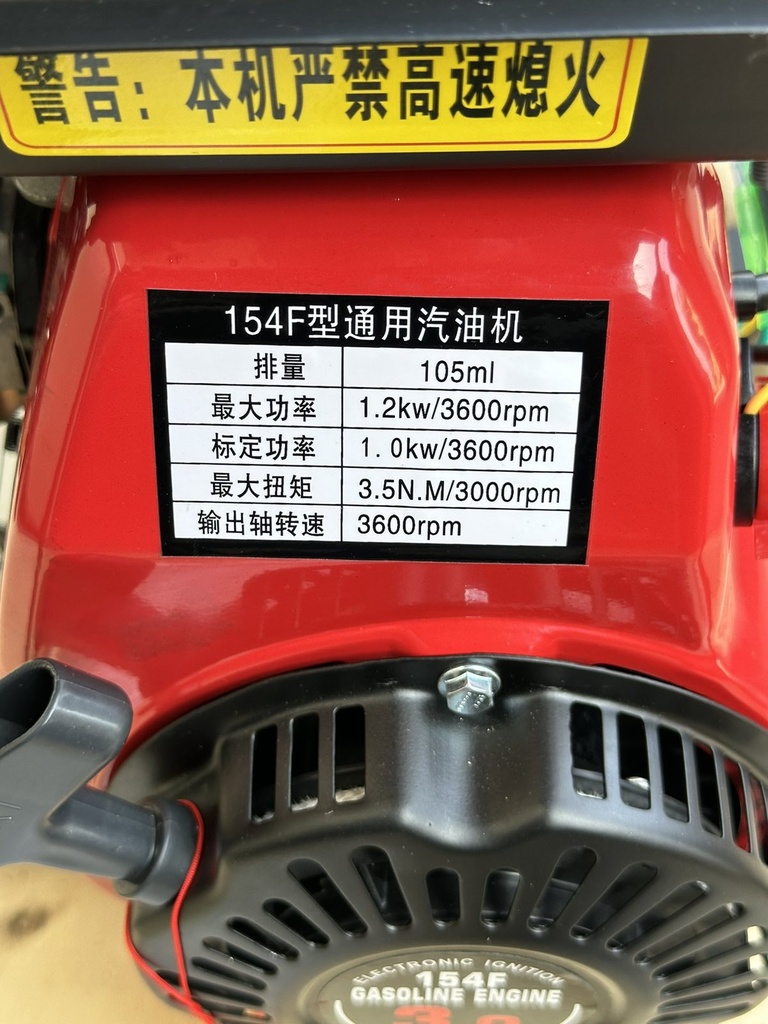 警告：本机严禁高速熄火
154F型通用汽油机
排量 105ml
最大功率 1.2kw/3600rpm
标定功率 1.0kw/3600rpm
最大扭矩 3.5N.M/3000rpm
输出轴转速 3600rpm
ELECTRONIC IGNITION
154F
GASOLINE ENGINE